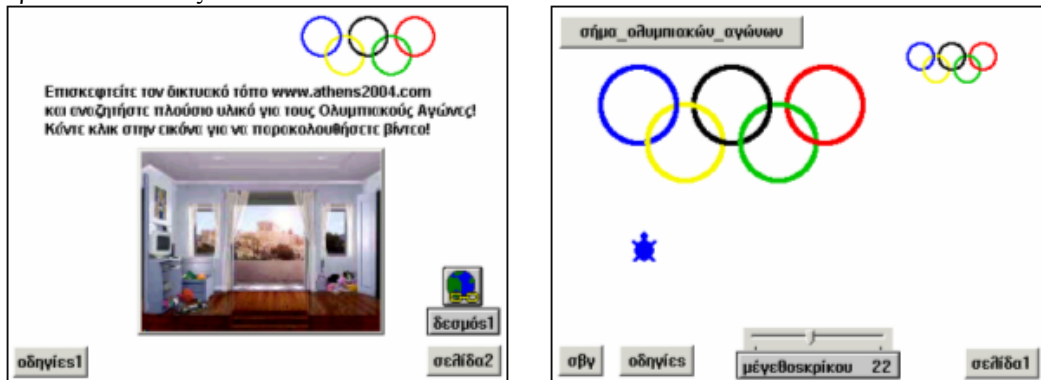 Επισκεφτείτε τον δικτυακό τόπο www.athens2004.com
και αναζητήστε πλούσιο υλικό για τους Ολυμπιακούς Αγώνες!
Κάντε κλικ στην εικόνα για να παρακολουθήσετε βίντεο!
δεσμός1
οδηγίες1
σελίδα2
σήμα_ολυμπιακών_αγώνων
σβγ
οδηγίες
μέγεθοςκρίκου 22
σελίδα1